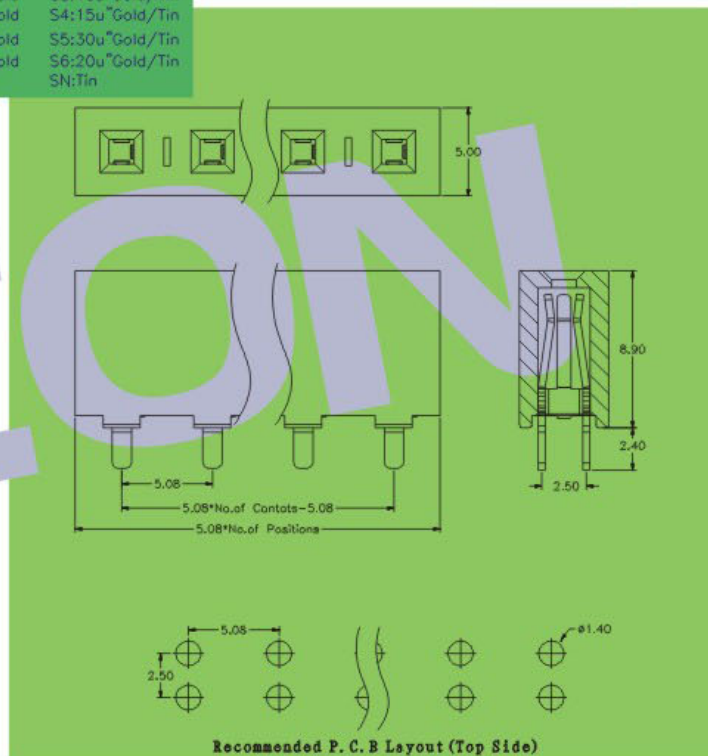 S4:15u"Gold/Tin
S5:30u"Gold/Tin
S6:20u"Gold/Tin
SN:Tin
5.00
8.90
2.40
2.50
5.08
5.08*No.of Contats-5.08
5.08*No.of Positions
5.08
ø1.40
2.50
Recommended P.C.B Layout(Top Side)